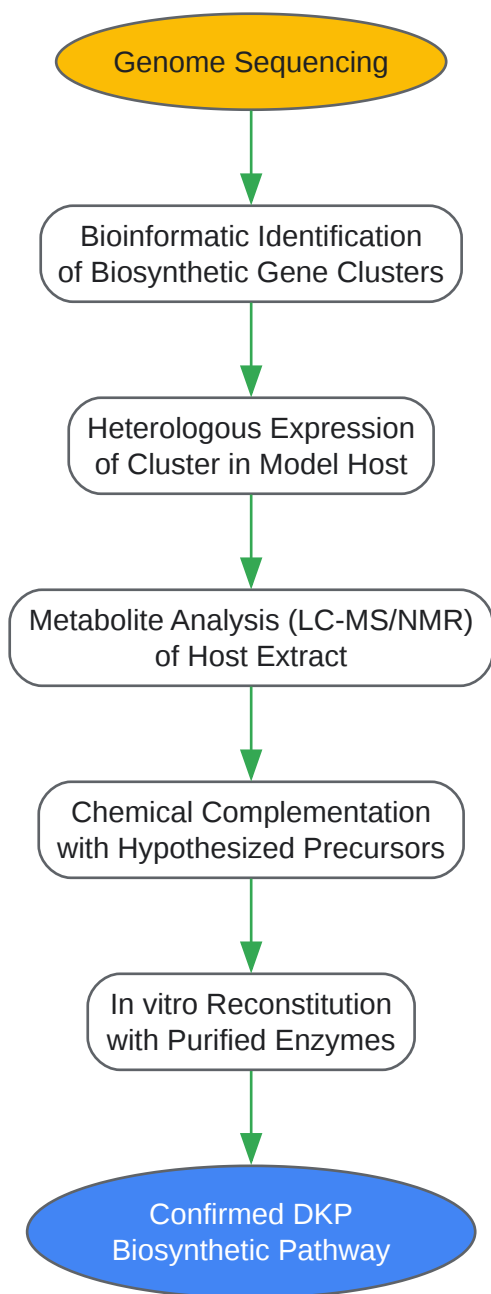 Genome Sequencing
Bioinformatic Identification
of Biosynthetic Gene Clusters
Heterologous Expression
of Cluster in Model Host
Metabolite Analysis (LC-MS/NMR)
of Host Extract
Chemical Complementation
with Hypothesized Precursors
In vitro Reconstitution
with Purified Enzymes
Confirmed DKP
Biosynthetic Pathway